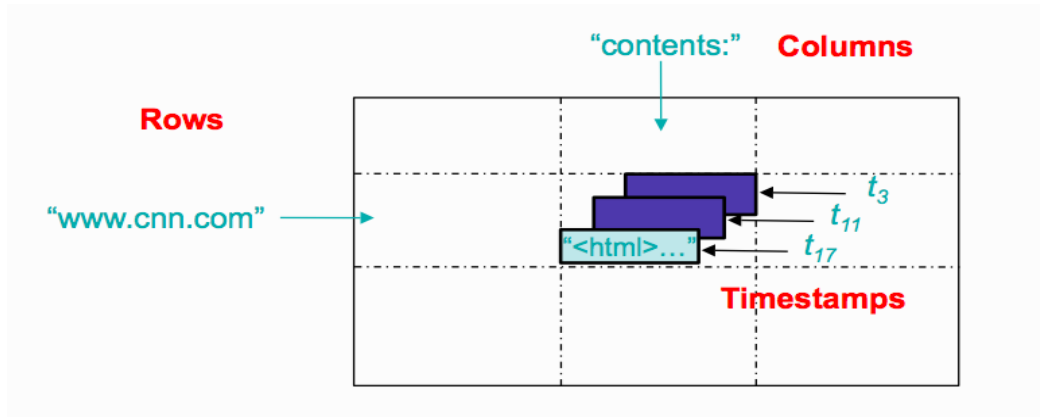 “contents:”
Columns
Rows
“www.cnn.com”
t3
t11
“<html>…”
t17
Timestamps